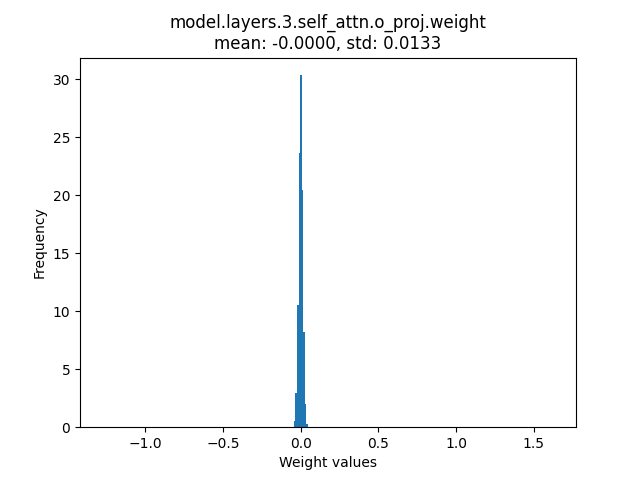 model.layers.3.self_attn.o_proj.weight
mean: -0.0000, std: 0.0133
30
25
20
15
10
5
0
Frequency
−1.0 −0.5 0.0 0.5 1.0 1.5
Weight values